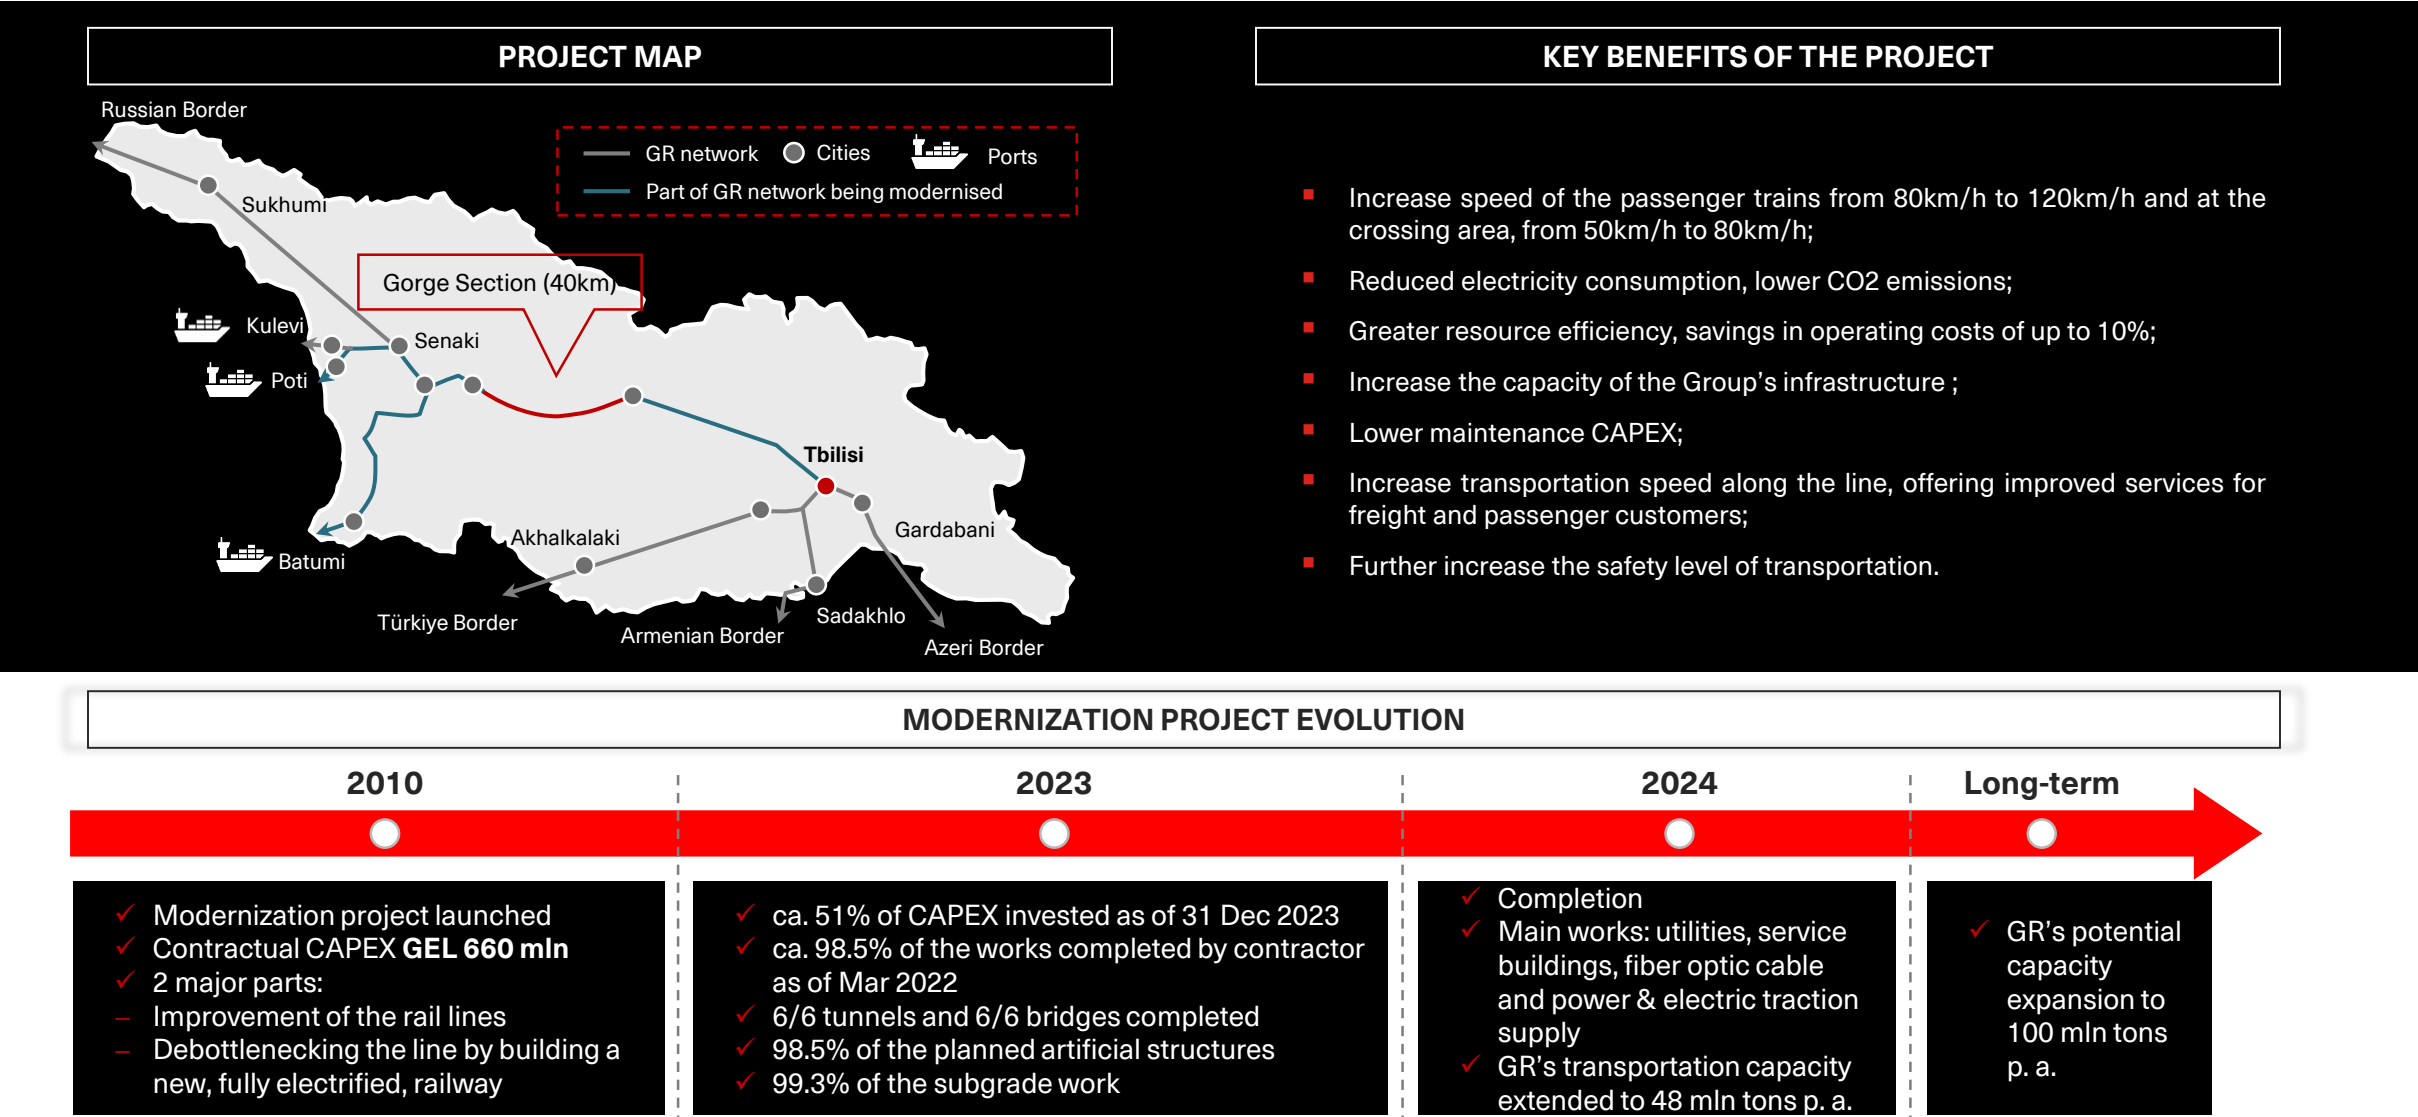 PROJECT MAP
Russian Border
GR network
Cities
Ports
Part of GR network being modernised
Sukhumi
Gorge Section (40km)
Kulevi
Senaki
Poti
Tbilisi
Akhalkalaki
Gardabani
Batumi
Türkiye Border
Sadakhlo
Armenian Border
Azeri Border
KEY BENEFITS OF THE PROJECT
Increase speed of the passenger trains from 80km/h to 120km/h and at the
crossing area, from 50km/h to 80km/h;
Reduced electricity consumption, lower CO2 emissions;
Greater resource efficiency, savings in operating costs of up to 10%;
Increase the capacity of the Group's infrastructure ;
Lower maintenance CAPEX;
Increase transportation speed along the line, offering improved services for
freight and passenger customers;
Further increase the safety level of transportation.
MODERNIZATION PROJECT EVOLUTION
2010
Modernization project launched
Contractual CAPEX GEL 660 mln
2 major parts:
– Improvement of the rail lines
– Debottlenecking the line by building a
new, fully electrified, railway
2023
ca. 51% of CAPEX invested as of 31 Dec 2023
ca. 98.5% of the works completed by contractor
as of Mar 2022
6/6 tunnels and 6/6 bridges completed
98.5% of the planned artificial structures
99.3% of the subgrade work
2024
Completion
Main works: utilities, service
buildings, fiber optic cable
and power & electric traction
supply
GR's transportation capacity
extended to 48 mln tons p. a.
Long-term
GR's potential
capacity
expansion to
100 mln tons
p. a.